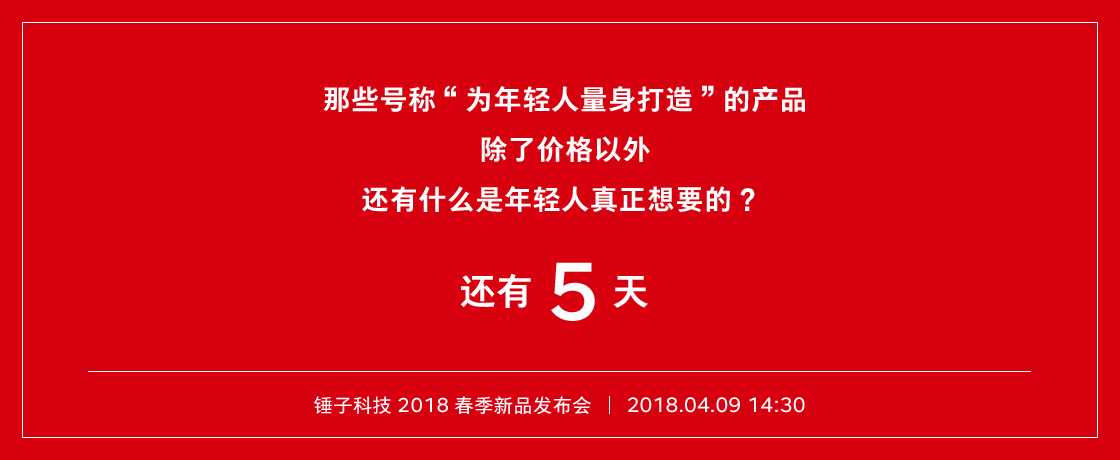 那些号称“为年轻人量身打造”的产品
除了价格以外
还有什么是年轻人真正想要的？
还有 5 天
锤子科技 2018 春季新品发布会｜2018.04.09 14:30